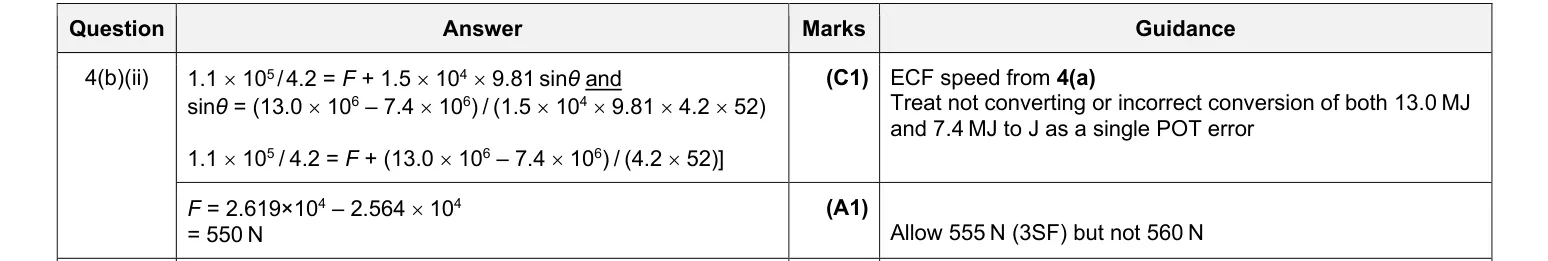 Question Answer Marks Guidance
4(b)(ii) 1.1 × 10⁵ / 4.2 = F + 1.5 × 10⁴ × 9.81 sinθ and (C1) ECF speed from 4(a)
sinθ = (13.0 × 10⁶ – 7.4 × 10⁶) / (1.5 × 10⁴ × 9.81 × 4.2 × 52) Treat not converting or incorrect conversion of both 13.0 MJ
and 7.4 MJ to J as a single POT error
1.1 × 10⁵ / 4.2 = F + (13.0 × 10⁶ – 7.4 × 10⁶) / (4.2 × 52)]
F = 2.619×10⁴ – 2.564 × 10⁴ (A1)
= 550 N Allow 555 N (3SF) but not 560 N